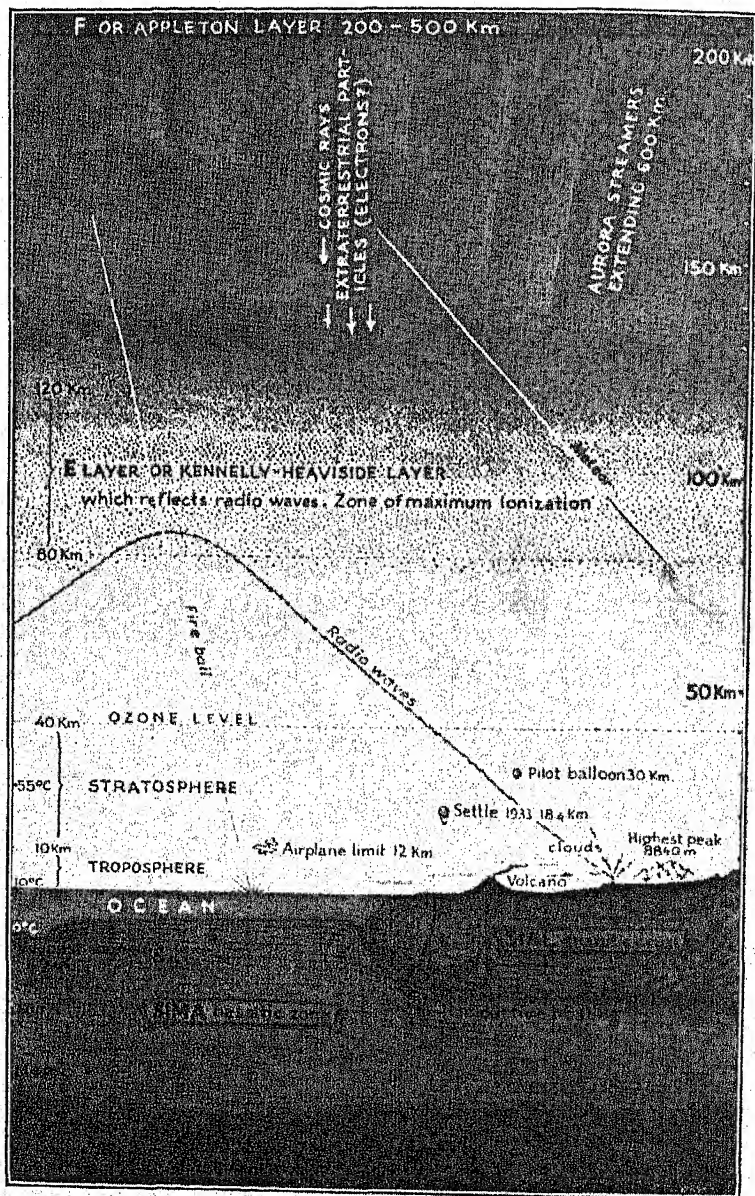 F OR APPLETON LAYER 200-500 Km
200 Km
COSMIC RAYS
EXTRATERRESTRIAL PART-
ICLES (ELECTRONS?)
AURORA STREAMERS
EXTENDING 600 Km
150 Km
120 Km
Meteor
E LAYER OR KENNELLY-HEAVISIDE LAYER
100 Km
which reflects radio waves. Zone of maximum ionization
80 Km
Fire ball
Radio waves
50 Km
40 Km
OZONE LEVEL
Pilot balloon 30 Km.
-55°C
STRATOSPHERE
Settle 1933 18.4 Km
10 Km
Airplane limit 12 Km
clouds
Highest peak
8840 m
TROPOSPHERE
10°C
Volcano
OCEAN
0°C
SIMA